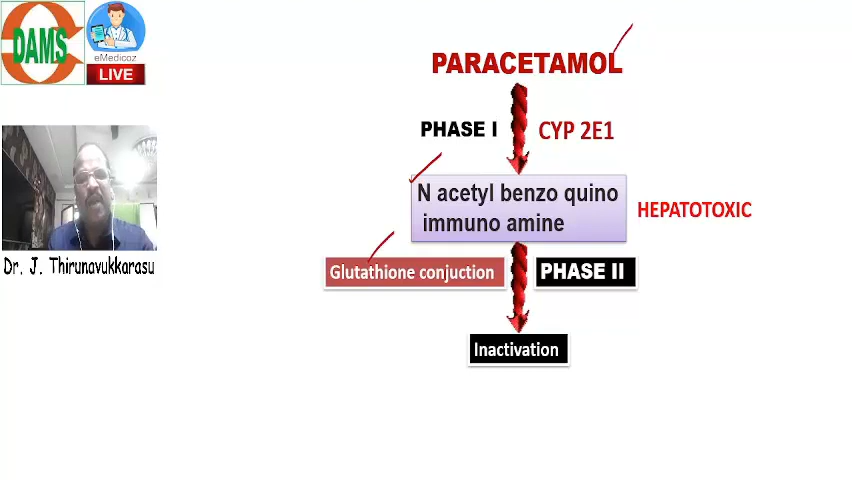 DAMS
eMedicoz
LIVE
PARACETAMOL
PHASE I
CYP 2E1
N acetyl benzo quino
immuno amine
HEPATOTOXIC
Glutathione conjuction
PHASE II
Inactivation
Dr. J. Thirunavukkarasu